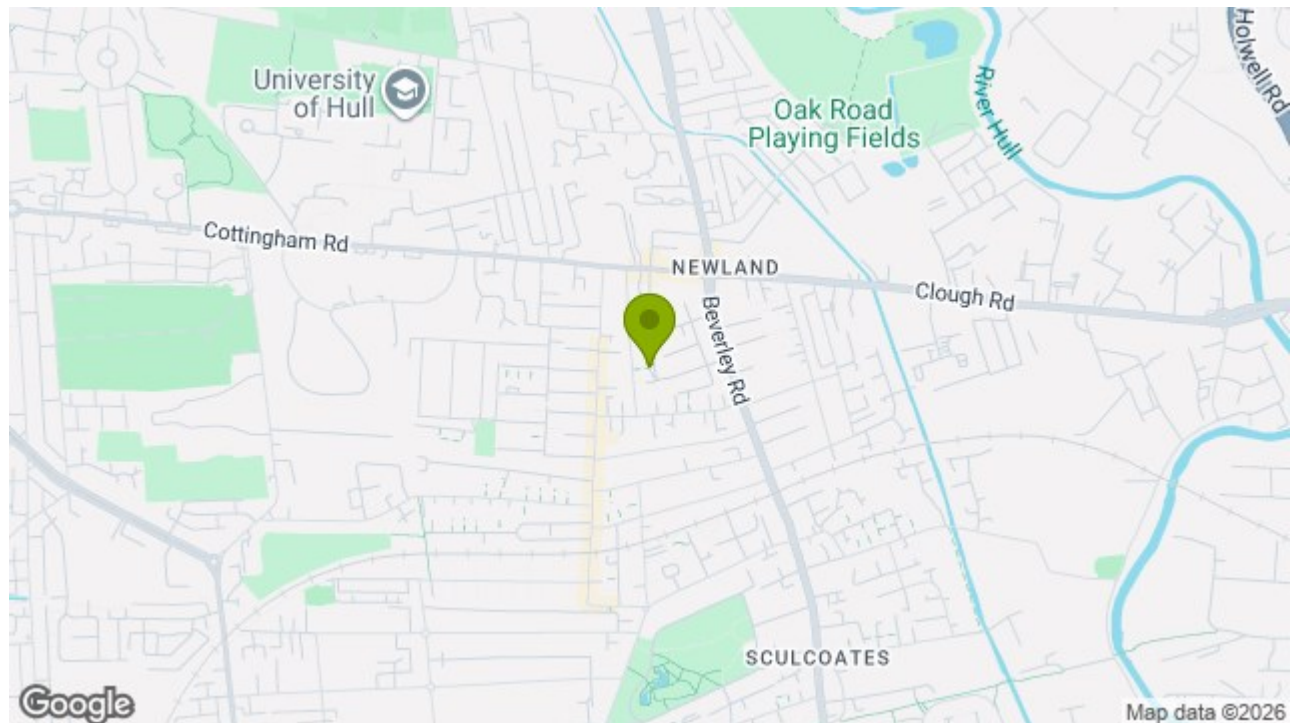 Holwell Rd
University
of Hull
Oak Road
Playing Fields
River Hull
Cottingham Rd
NEWLAND
Clough Rd
Beverley Rd
SCULCOATES
Google
Map data ©2026